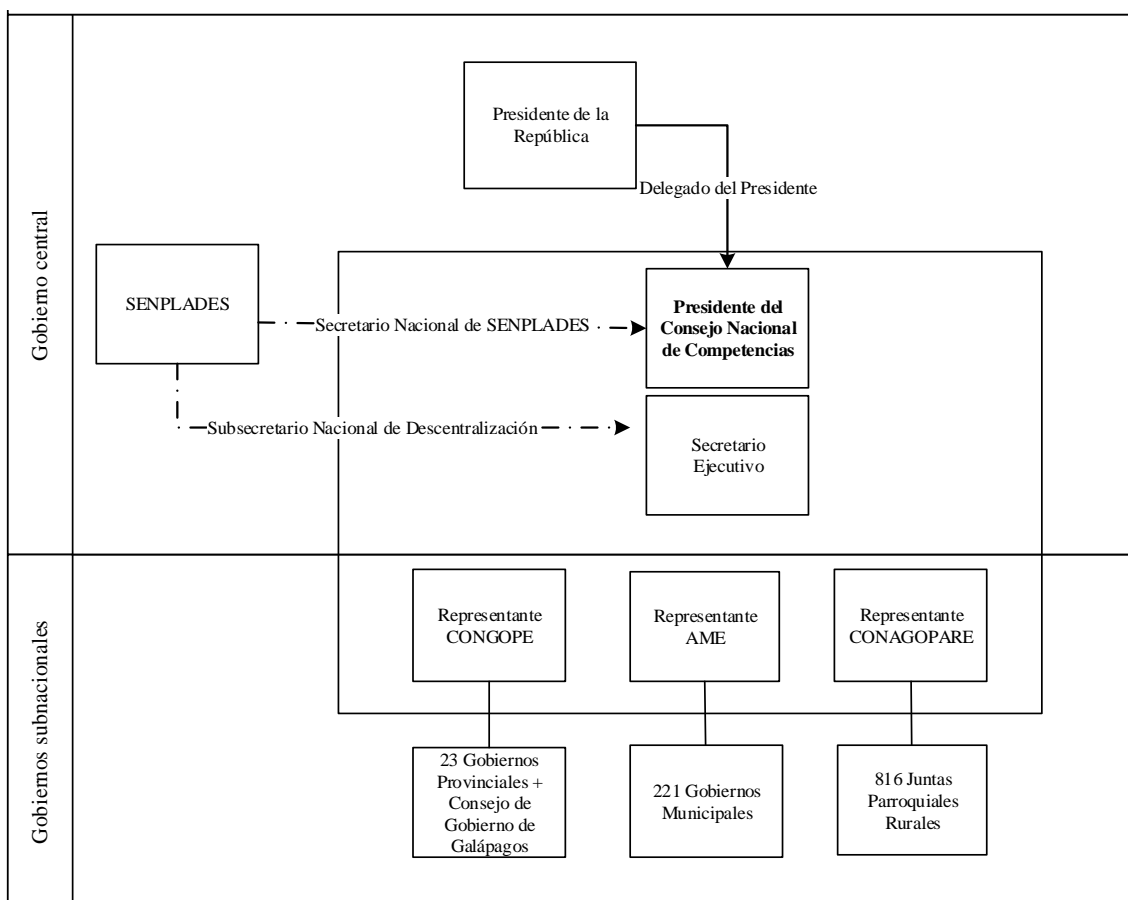 Gobierno central
Presidente de la
República
Delegado del Presidente
SENPLADES
Secretario Nacional de SENPLADES
Presidente del
Consejo Nacional
de Competencias
Subsecretario Nacional de Descentralización
Secretario
Ejecutivo
Gobiernos subnacionales
Representante
CONGOPE
Representante
AME
Representante
CONAGOPARE
23 Gobiernos
Provinciales +
Consejo de
Gobierno de
Galápagos
221 Gobiernos
Municipales
816 Juntas
Parroquiales
Rurales